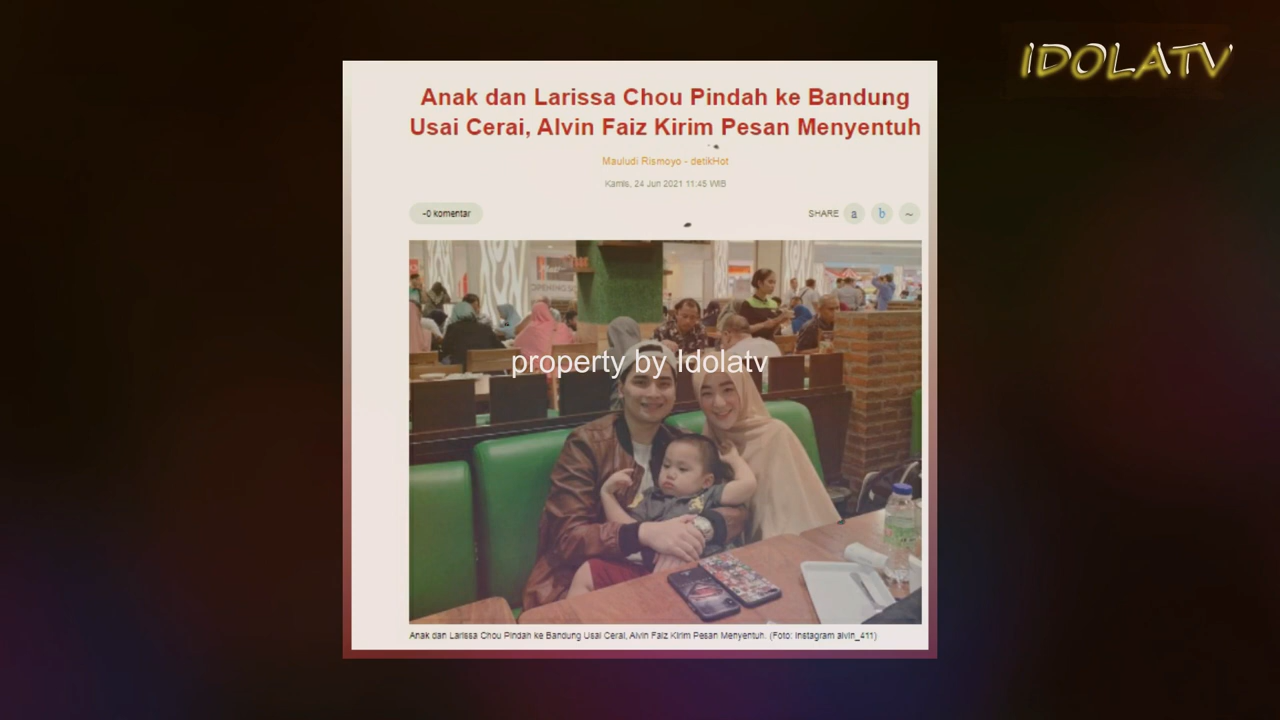 IDOLATV
Anak dan Larissa Chou Pindah ke Bandung
Usai Cerai, Alvin Faiz Kirim Pesan Menyentuh
Mauludi Rismoyo - detikHot
Kamis, 24 Jun 2021 11:45 WIB
-0 komentar
SHARE a b ~
OPENING
property by Idolatv
Anak dan Larissa Chou Pindah ke Bandung Usai Cerai, Alvin Faiz Kirim Pesan Menyentuh. (Foto: Instagram alvin_411)